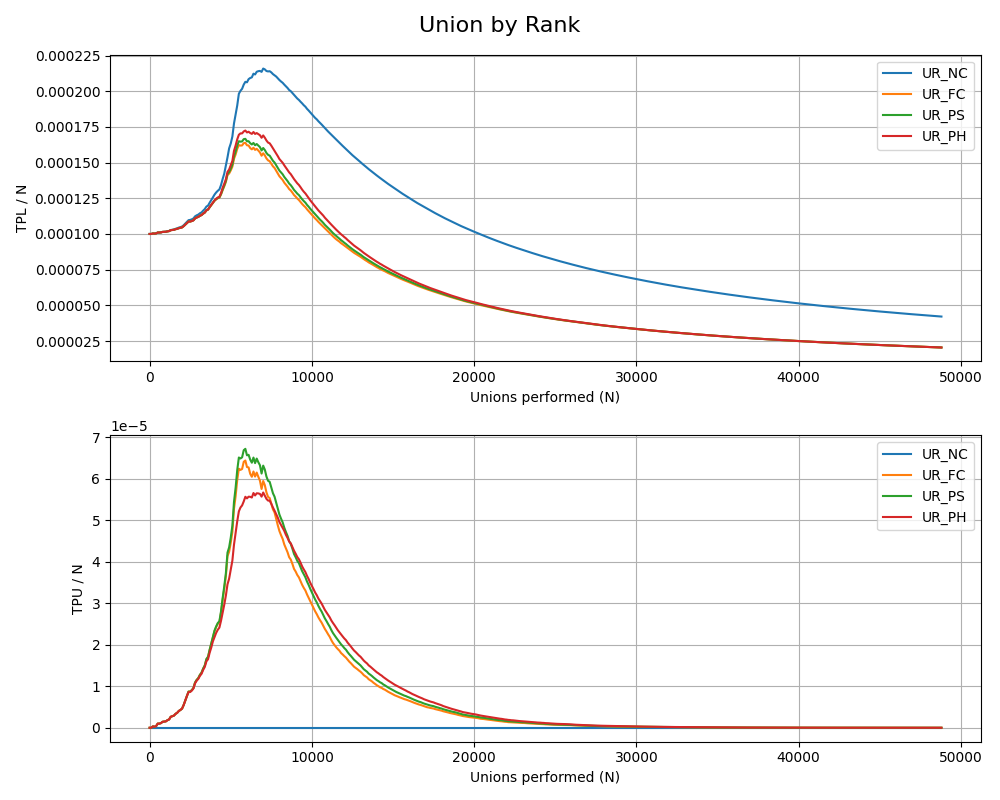 Union by Rank
0.000225
0.000200
0.000175
0.000150
0.000125
0.000100
0.000075
0.000050
0.000025
TPL / N
UR_NC
UR_FC
UR_PS
UR_PH
0 10000 20000 30000 40000 50000
Unions performed (N)
1e−5
7
6
5
4
3
2
1
0
TPU / N
UR_NC
UR_FC
UR_PS
UR_PH
0 10000 20000 30000 40000 50000
Unions performed (N)